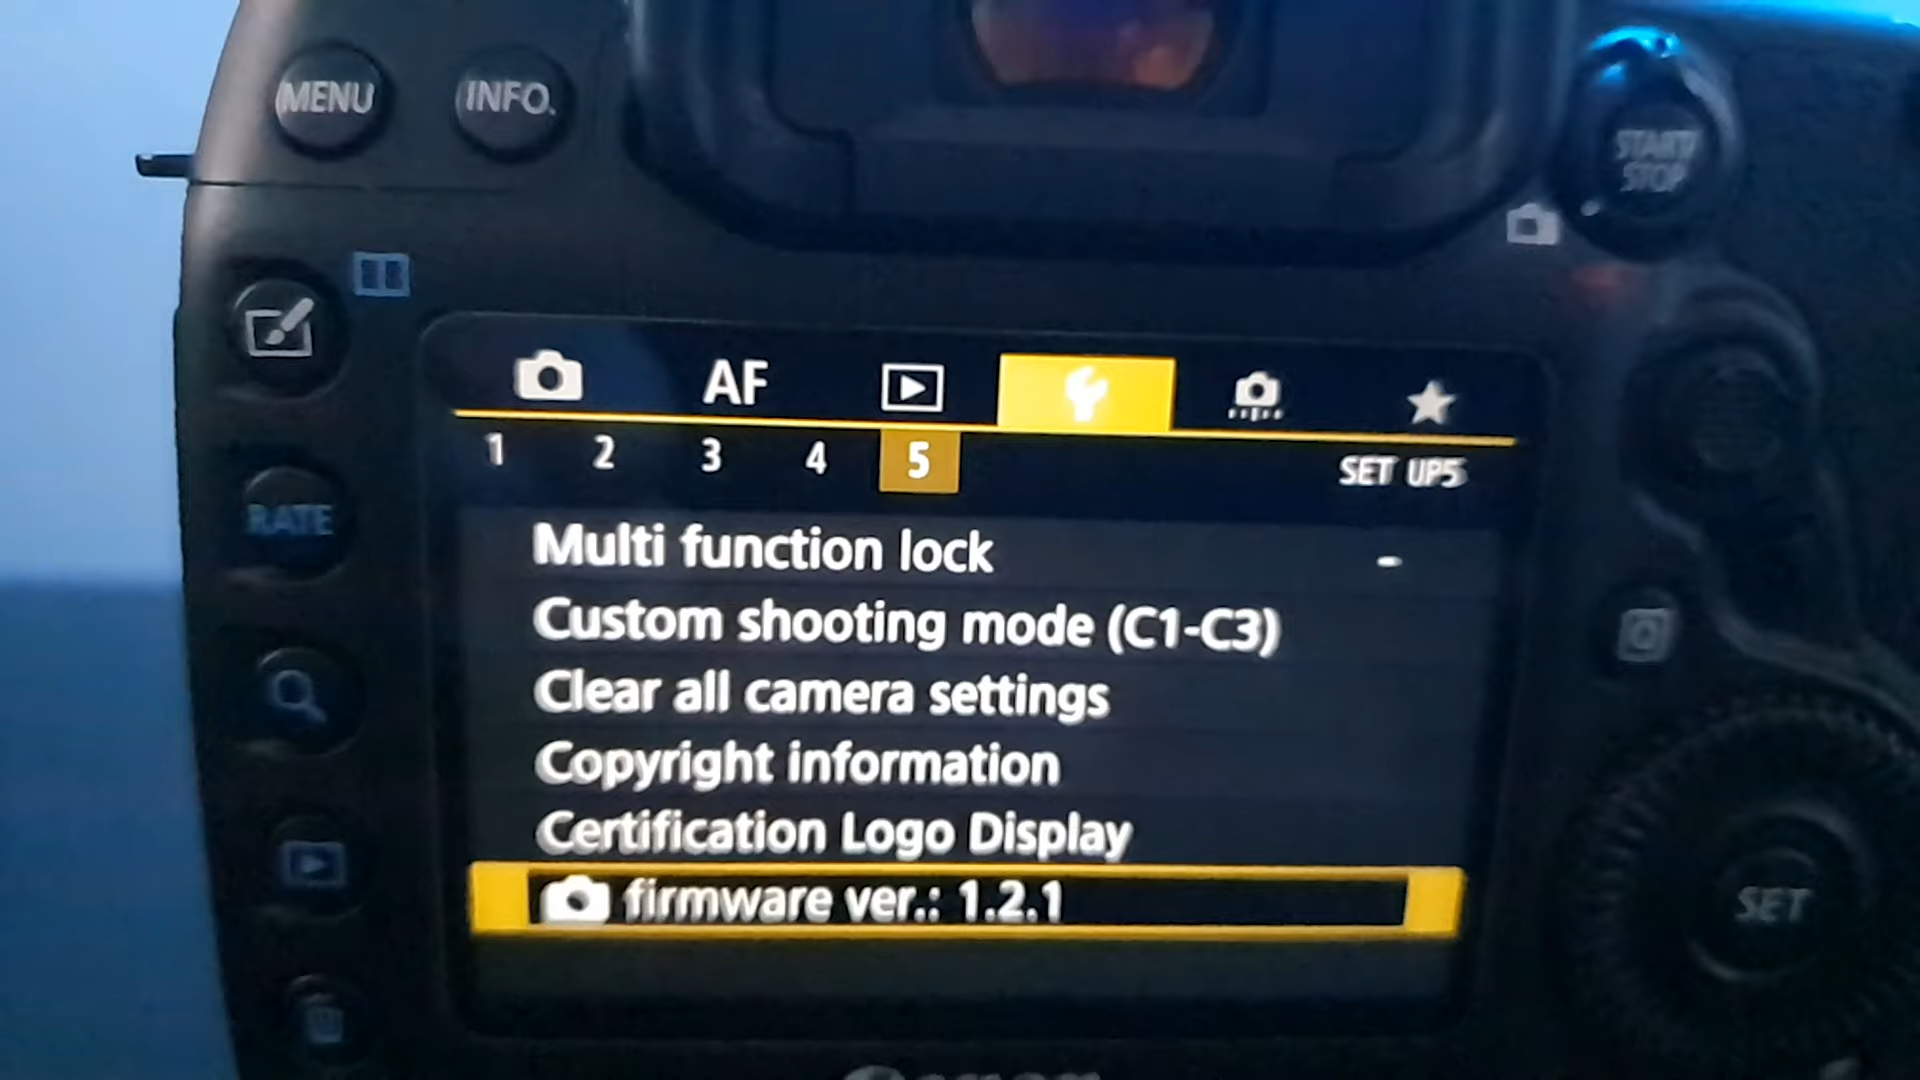 MENU INFO.
START/
STOP
AF
1 2 3 4 5 SET UP5
RATE
Multi function lock -
Custom shooting mode (C1-C3)
Clear all camera settings
Copyright information
Certification Logo Display
firmware ver.: 1.2.1
SET
Canon